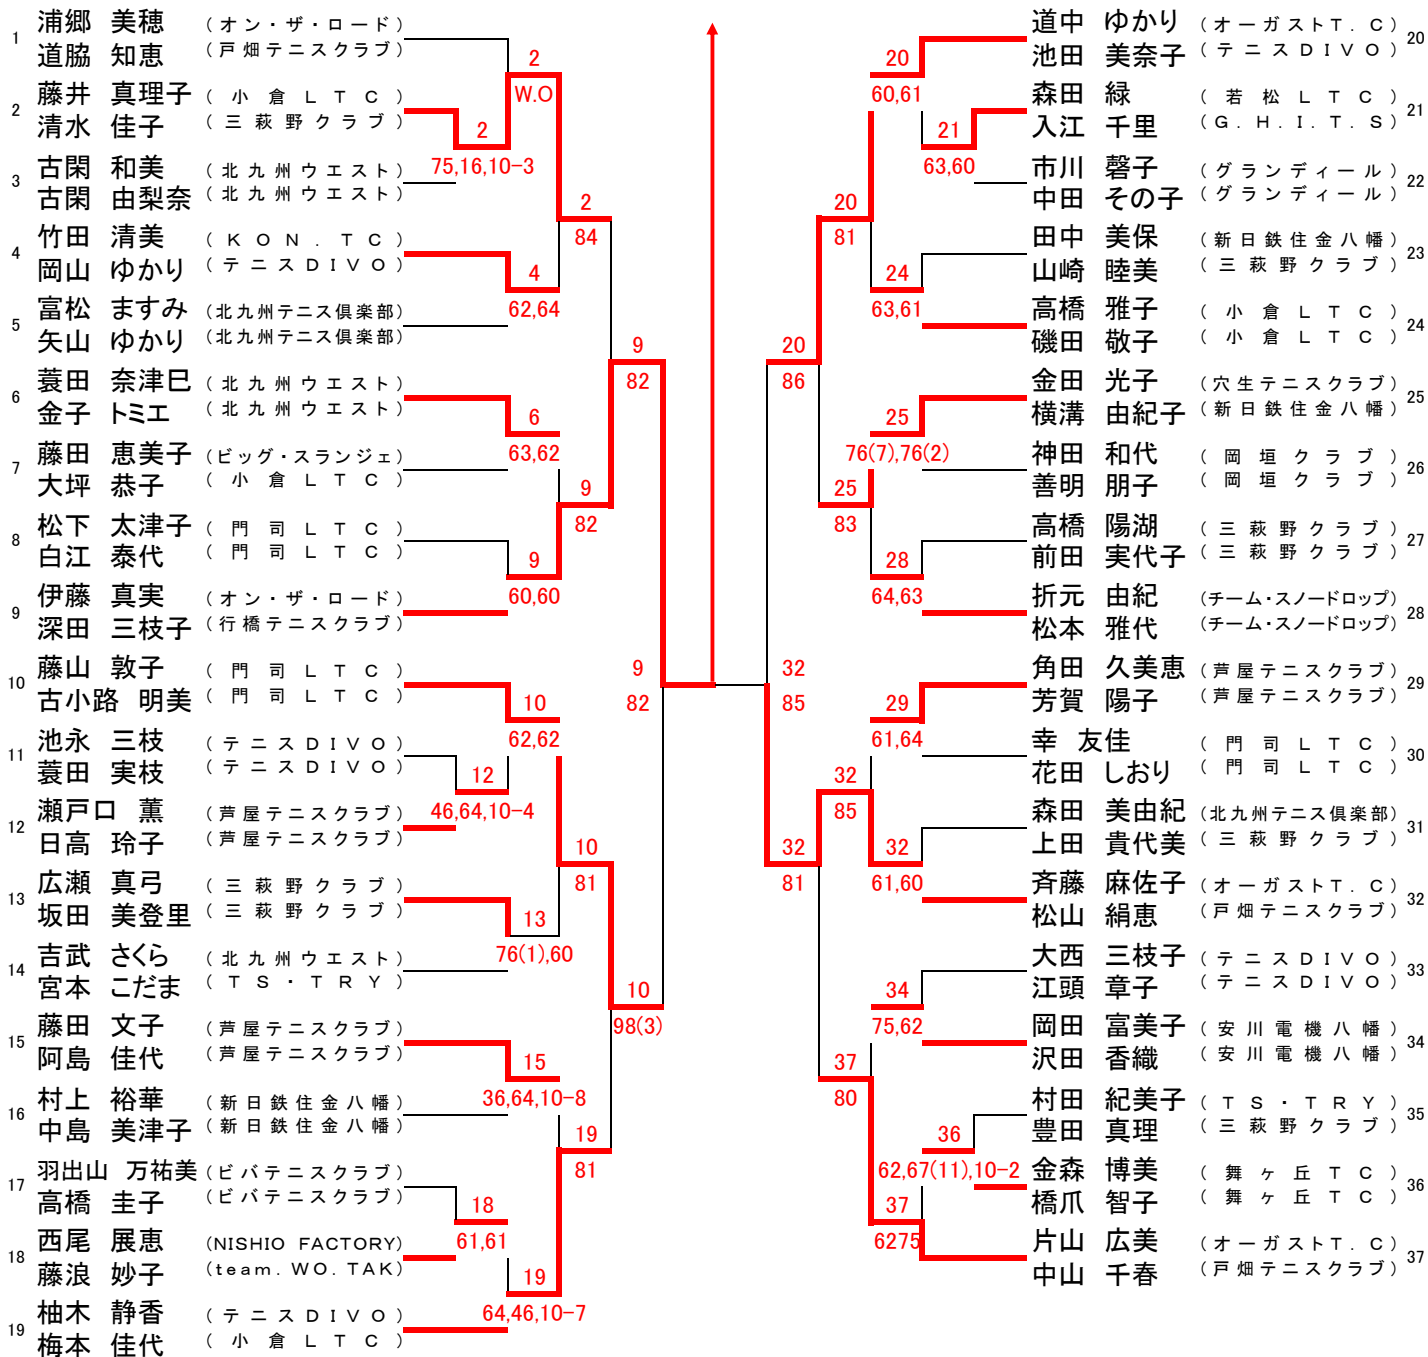 1 浦郷 美穂 (オン・ザ・ロード)
道脇 知恵 (戸畑テニスクラブ)
2 藤井 真理子 (小倉LTC)
清水 佳子 (三萩野クラブ)
3 古閑 和美 (北九州ウエスト)
古閑 由梨奈 (北九州ウエスト)
4 竹田 清美 (KON.TC)
岡山 ゆかり (テニスDIVO)
5 富松 ますみ (北九州テニス倶楽部)
矢山 ゆかり (北九州テニス倶楽部)
6 蓑田 奈津巳 (北九州ウエスト)
金子 トミエ (北九州ウエスト)
7 藤田 恵美子 (ビッグ・スランジェ)
大坪 恭子 (小倉LTC)
8 松下 太津子 (門司LTC)
白江 泰代 (門司LTC)
9 伊藤 真実 (オン・ザ・ロード)
深田 三枝子 (行橋テニスクラブ)
10 藤山 敦子 (門司LTC)
古小路 明美 (門司LTC)
11 池永 三枝 (テニスDIVO)
蓑田 実枝 (テニスDIVO)
12 瀬戸口 薫 (芦屋テニスクラブ)
日高 玲子 (芦屋テニスクラブ)
13 広瀬 真弓 (三萩野クラブ)
坂田 美登里 (三萩野クラブ)
14 吉武 さくら (北九州ウエスト)
宮本 こだま (TS・TRY)
15 藤田 文子 (芦屋テニスクラブ)
阿島 佳代 (芦屋テニスクラブ)
16 村上 裕華 (新日鉄住金八幡)
中島 美津子 (新日鉄住金八幡)
17 羽出山 万祐美 (ビバテニスクラブ)
高橋 圭子 (ビバテニスクラブ)
18 西尾 展恵 (NISHIO FACTORY)
藤浪 妙子 (team.WO.TAK)
19 柚木 静香 (テニスDIVO)
梅本 佳代 (小倉LTC)
2
75,16,10-3
12
46,64,10-4
18
61,61
2
W.O
4
62,64
6
63,62
9
60,60
10
62,62
13
76(1),60
15
36,64,10-8
19
64,46,10-7
2
84
9
82
10
81
19
81
9
82
10
98(3)
9
82
32
85
20
86
32
81
20
81
25
83
32
85
37
80
20
60,61
24
63,61
25
76(7),76(2)
28
64,63
29
61,64
32
61,60
34
75,62
37
6275
21
63,60
36
62,67(11),10-2
道中 ゆかり (オーガストT.C) 20
池田 美奈子 (テニスDIVO)
森田 緑 (若松LTC) 21
入江 千里 (G.H.I.T.S)
市川 磬子 (グランディール) 22
中田 その子 (グランディール)
田中 美保 (新日鉄住金八幡) 23
山崎 睦美 (三萩野クラブ)
高橋 雅子 (小倉LTC) 24
磯田 敬子 (小倉LTC)
金田 光子 (穴生テニスクラブ) 25
横溝 由紀子 (新日鉄住金八幡)
神田 和代 (岡垣クラブ) 26
善明 朋子 (岡垣クラブ)
高橋 陽湖 (三萩野クラブ) 27
前田 実代子 (三萩野クラブ)
折元 由紀 (チーム・スノードロップ) 28
松本 雅代 (チーム・スノードロップ)
角田 久美恵 (芦屋テニスクラブ) 29
芳賀 陽子 (芦屋テニスクラブ)
幸 友佳 (門司LTC) 30
花田 しおり (門司LTC)
森田 美由紀 (北九州テニス倶楽部) 31
上田 貴代美 (三萩野クラブ)
斉藤 麻佐子 (オーガストT.C) 32
松山 絹恵 (戸畑テニスクラブ)
大西 三枝子 (テニスDIVO) 33
江頭 章子 (テニスDIVO)
岡田 富美子 (安川電機八幡) 34
沢田 香織 (安川電機八幡)
村田 紀美子 (TS・TRY) 35
豊田 真理 (三萩野クラブ)
金森 博美 (舞ヶ丘TC) 36
橋爪 智子 (舞ヶ丘TC)
片山 広美 (オーガストT.C) 37
中山 千春 (戸畑テニスクラブ)